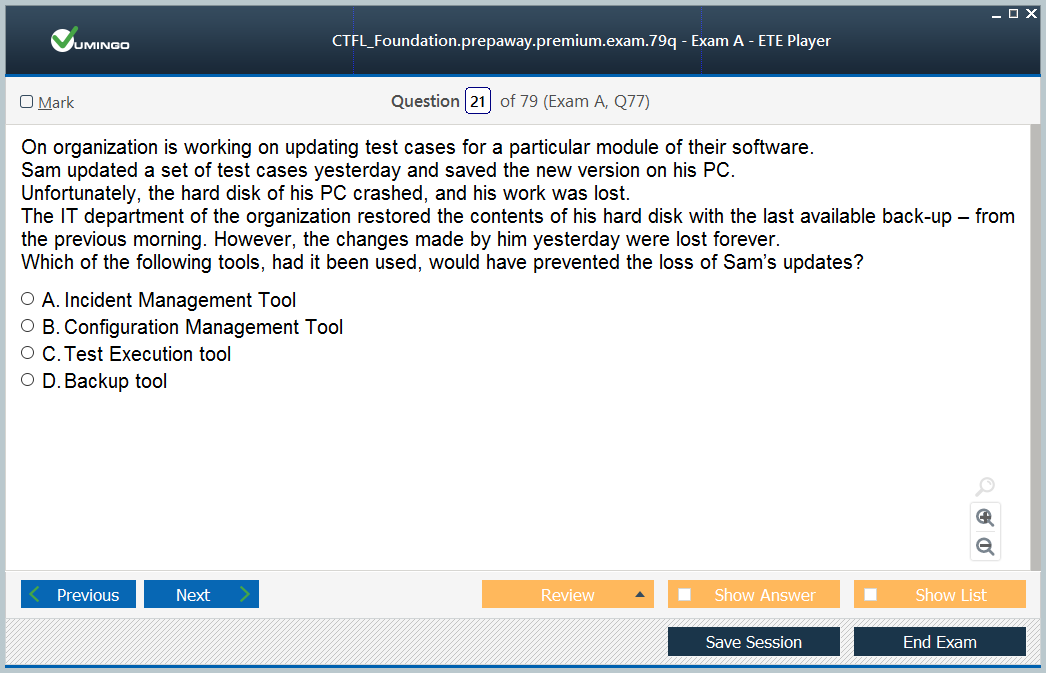 VUMINGO
CTFL_Foundation.prepaway.premium.exam.79q - Exam A - ETE Player
Mark
Question 21 of 79 (Exam A, Q77)
On organization is working on updating test cases for a particular module of their software.
Sam updated a set of test cases yesterday and saved the new version on his PC.
Unfortunately, the hard disk of his PC crashed, and his work was lost.
The IT department of the organization restored the contents of his hard disk with the last available back-up – from
the previous morning. However, the changes made by him yesterday were lost forever.
Which of the following tools, had it been used, would have prevented the loss of Sam’s updates?
A. Incident Management Tool
B. Configuration Management Tool
C. Test Execution tool
D. Backup tool
Previous
Next
Review
Show Answer
Show List
Save Session
End Exam